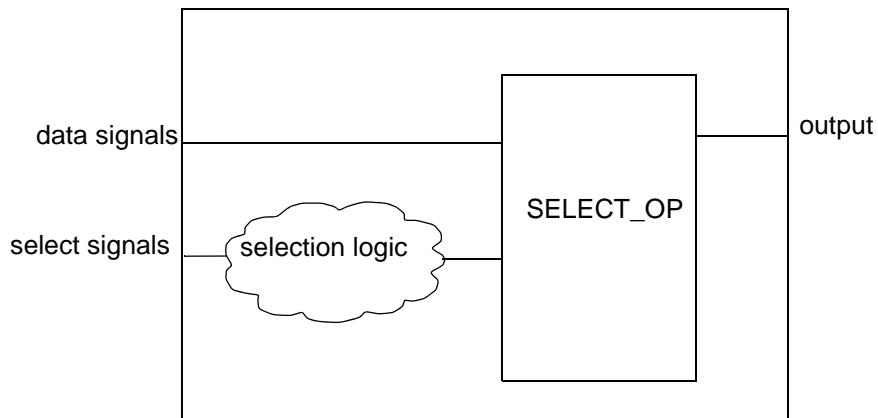 data signals
output
SELECT_OP
select signals
selection logic